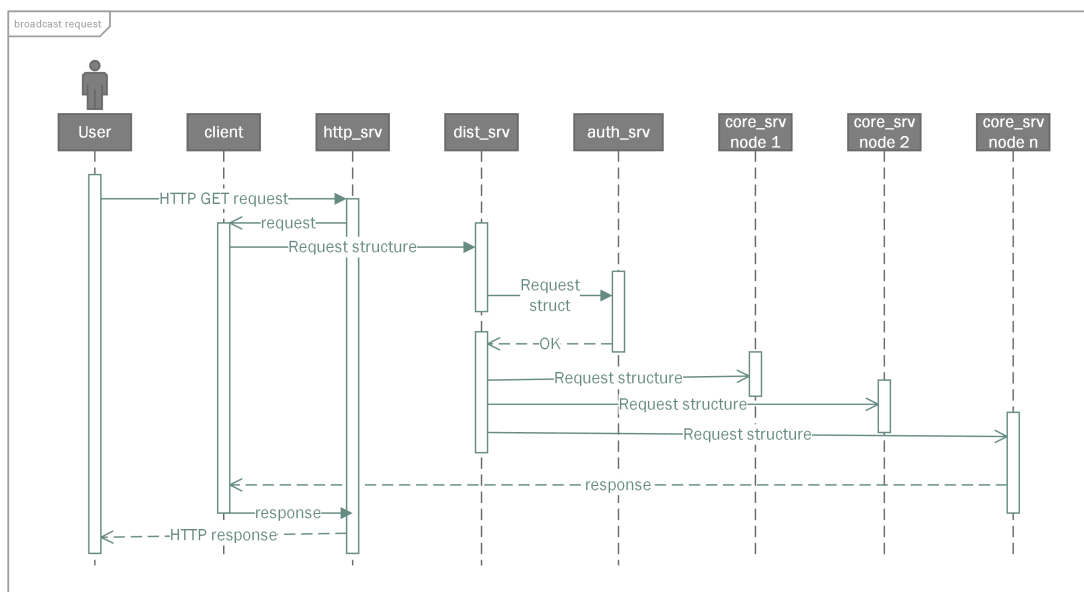 broadcast request
User
client
http_srv
dist_srv
auth_srv
core_srv
node 1
core_srv
node 2
core_srv
node n
HTTP GET request
request
Request structure
Request
struct
OK
Request structure
Request structure
Request structure
response
response
HTTP response